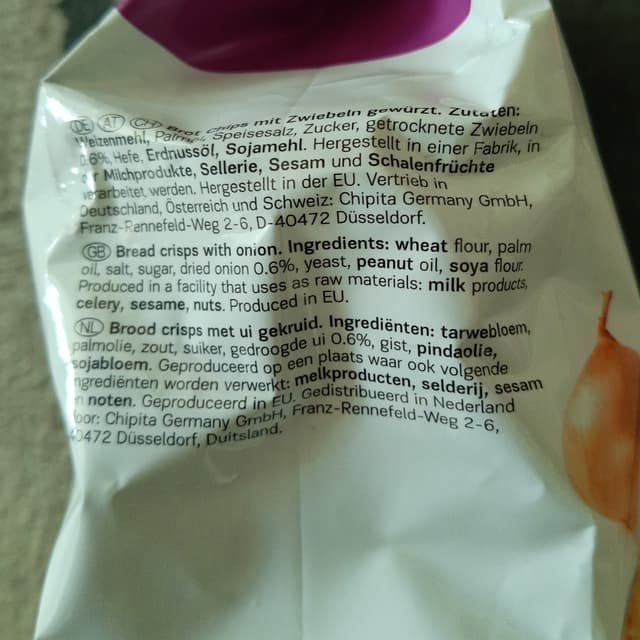 DE AT CH Brot Chips mit Zwiebeln gewürzt. Zutaten:
Weizenmehl, Palmöl, Speisesalz, Zucker, getrocknete Zwiebeln
0.6%, Hefe, Erdnussöl, Sojamehl. Hergestellt in einer Fabrik, in
der Milchprodukte, Sellerie, Sesam und Schalenfrüchte
verarbeitet werden. Hergestellt in der EU. Vertrieb in
Deutschland, Österreich und Schweiz: Chipita Germany GmbH,
Franz-Rennefeld-Weg 2-6, D-40472 Düsseldorf.
GB Bread crisps with onion. Ingredients: wheat flour, palm
oil, salt, sugar, dried onion 0.6%, yeast, peanut oil, soya flour.
Produced in a facility that uses as raw materials: milk products,
celery, sesame, nuts. Produced in EU.
NL Brood crisps met ui gekruid. Ingrediënten: tarwebloem,
palmolie, zout, suiker, gedroogde ui 0.6%, gist, pindaolie,
sojabloem. Geproduceerd op een plaats waar ook volgende
ingrediënten worden verwerkt: melkproducten, selderij, sesam
en noten. Geproduceerd in EU. Gedistribueerd in Nederland
door: Chipita Germany GmbH, Franz-Rennefeld-Weg 2-6,
40472 Düsseldorf, Duitsland.